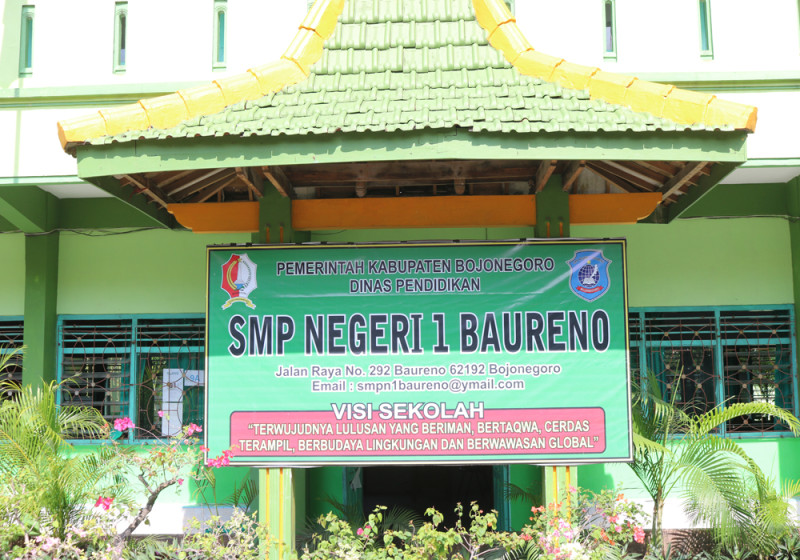 PEMERINTAH KABUPATEN BOJONEGORO
DINAS PENDIDIKAN
SMP NEGERI 1 BAURENO
Jalan Raya No. 292 Baureno 62192 Bojonegoro
Email : smpn1baureno@ymail.com
VISI SEKOLAH
"TERWUJUDNYA LULUSAN YANG BERIMAN, BERTAQWA, CERDAS
TERAMPIL, BERBUDAYA LINGKUNGAN DAN BERWAWASAN GLOBAL"